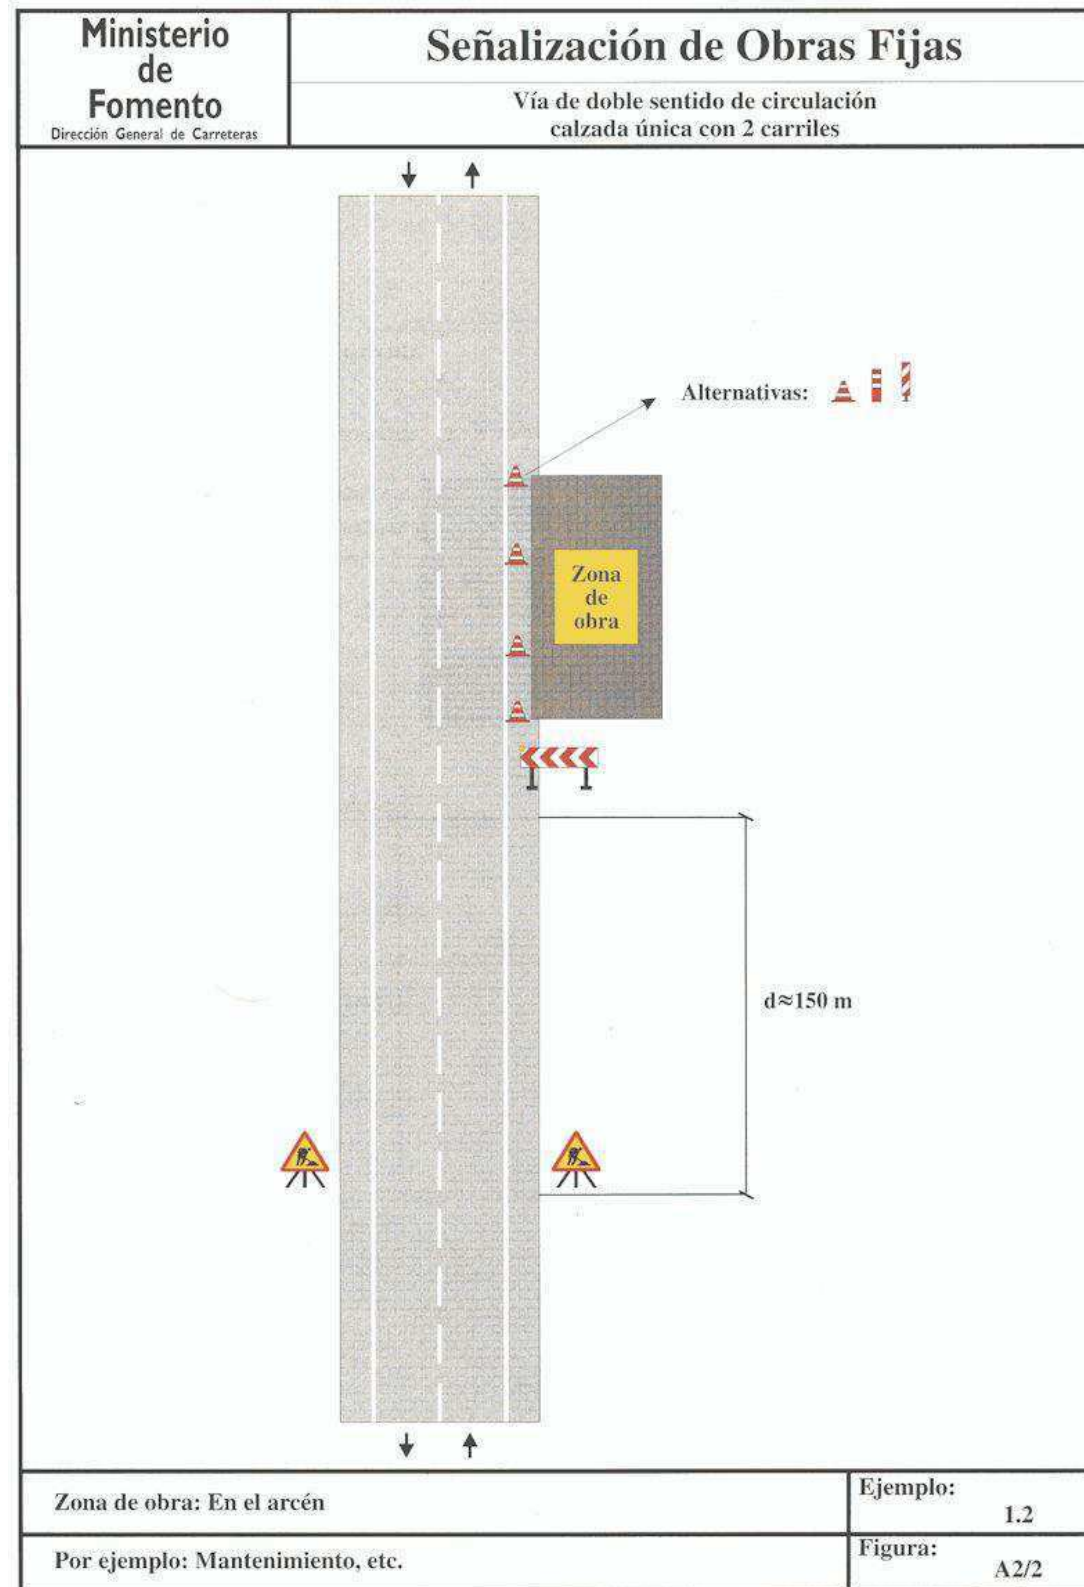 Ministerio
de
Fomento
Dirección General de Carreteras
Señalización de Obras Fijas
Vía de doble sentido de circulación
calzada única con 2 carriles
Alternativas:
Zona
de
obra
d≈150 m
Zona de obra: En el arcén
Ejemplo:
1.2
Por ejemplo: Mantenimiento, etc.
Figura:
A2/2